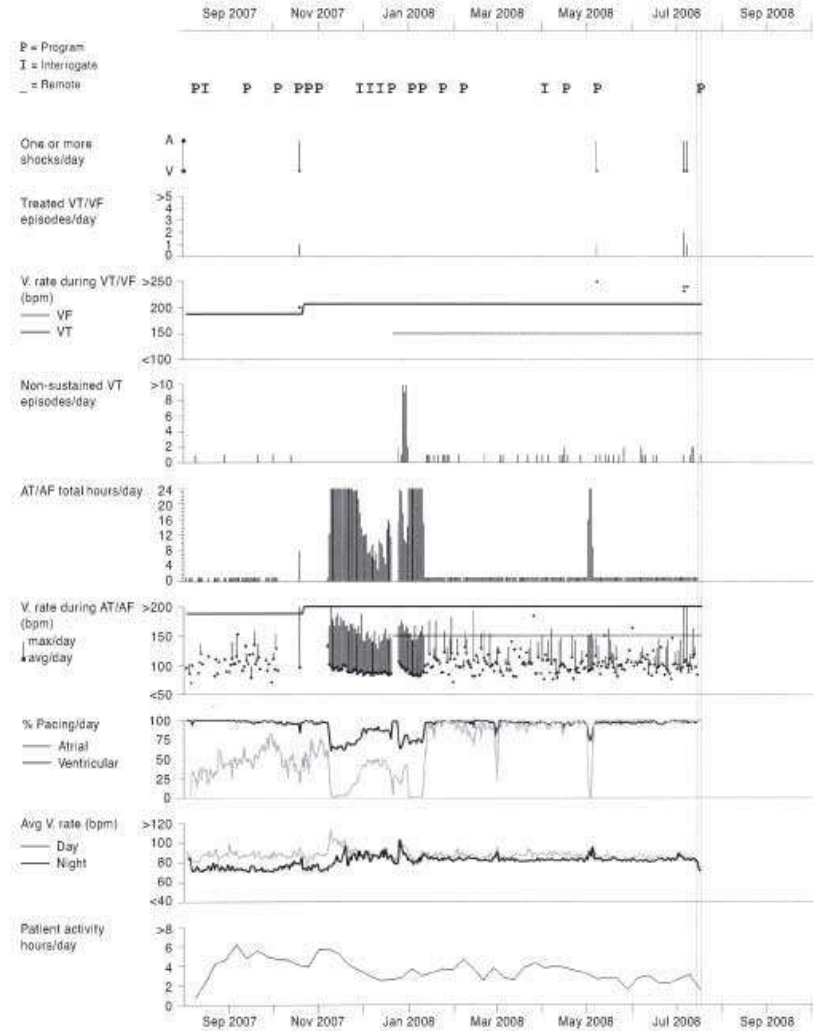 Sep 2007 Nov 2007 Jan 2008 Mar 2008 May 2008 Jul 2008 Sep 2008
P = Program
I = Interrogate
_ = Remote
P I P P P P P I I I P P P P P I P P P
One or more
shocks/day
A
V
Treated VT/VF
episodes/day
>5
4
3
2
1
0
V. rate during VT/VF
(bpm)
VF
VT
>250
200
150
<100
Non-sustained VT
episodes/day
>10
8
6
4
2
0
AT/AF total hours/day
24
20
16
12
8
4
0
V. rate during AT/AF
(bpm)
max/day
avg/day
>200
150
100
<50
% Pacing/day
Atrial
Ventricular
100
75
50
25
0
Avg V. rate (bpm)
Day
Night
>120
100
80
60
<40
Patient activity
hours/day
>8
6
4
2
0
Sep 2007 Nov 2007 Jan 2008 Mar 2008 May 2008 Jul 2008 Sep 2008